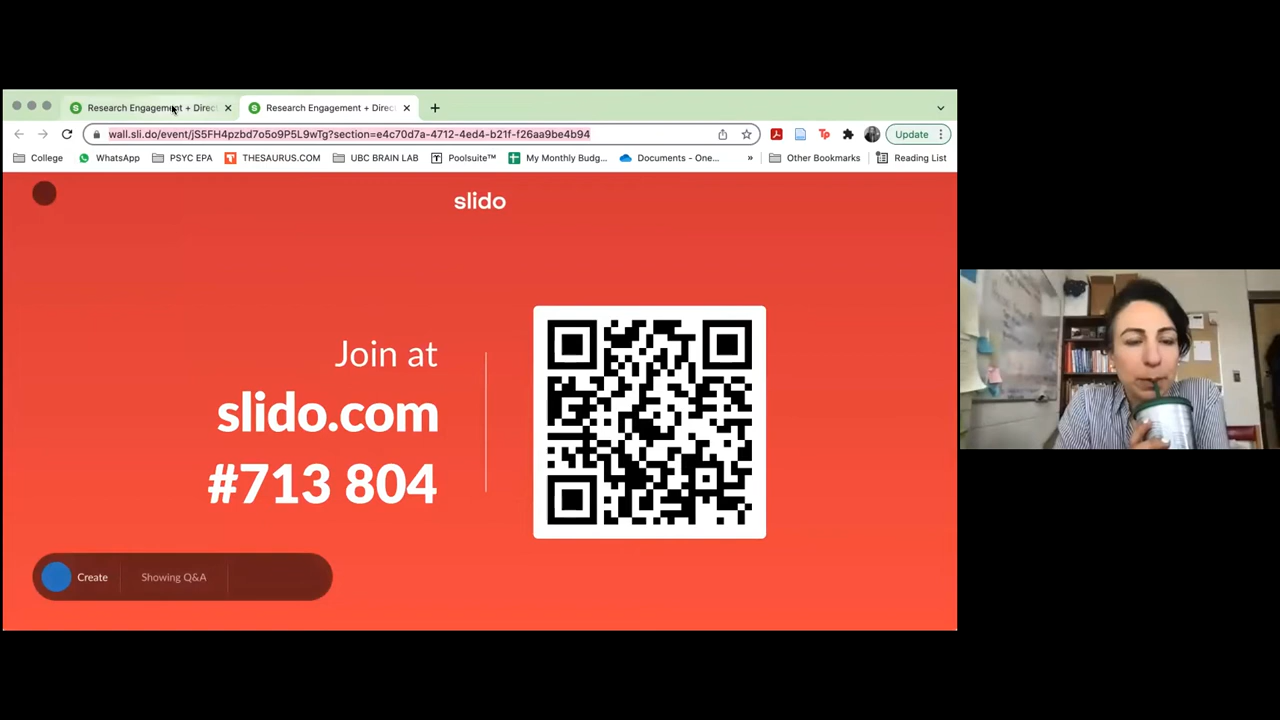 Research Engagement + Direct
Research Engagement + Direct
wall.sli.do/event/jS5FH4pzbd7o5o9P5L9wTg?section=e4c70d7a-4712-4ed4-b21f-f26aa9be4b94
Update
College
WhatsApp
PSYC EPA
THESAURUS.COM
UBC BRAIN LAB
Poolsuite™
My Monthly Budg...
Documents - One...
»
Other Bookmarks
Reading List
slido
Join at
slido.com
#713 804
Create
Showing Q&A